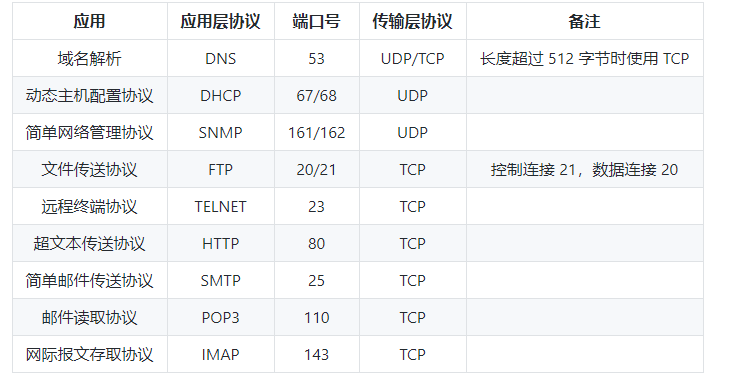 应用 应用层协议 端口号 传输层协议 备注
域名解析 DNS 53 UDP/TCP 长度超过 512 字节时使用 TCP
动态主机配置协议 DHCP 67/68 UDP
简单网络管理协议 SNMP 161/162 UDP
文件传送协议 FTP 20/21 TCP 控制连接 21，数据连接 20
远程终端协议 TELNET 23 TCP
超文本传送协议 HTTP 80 TCP
简单邮件传送协议 SMTP 25 TCP
邮件读取协议 POP3 110 TCP
网际报文存取协议 IMAP 143 TCP